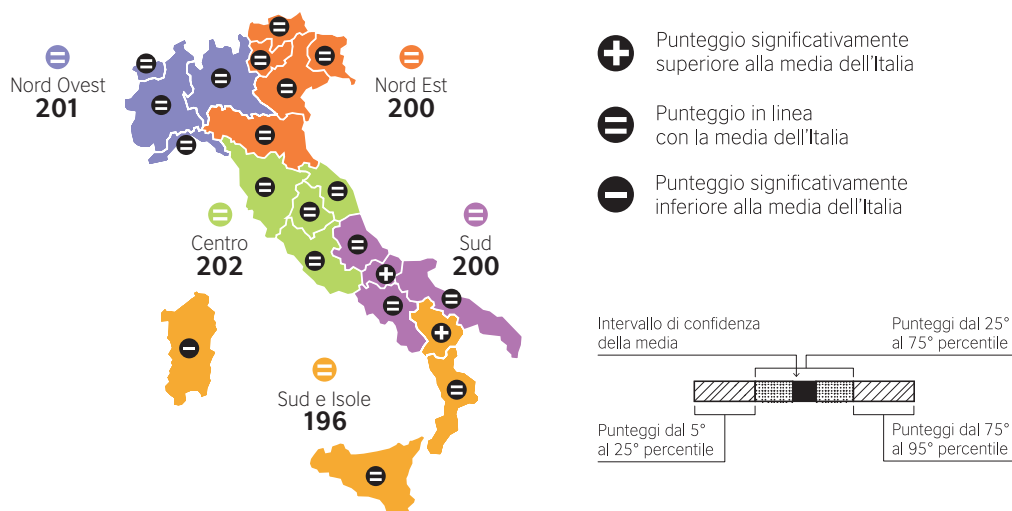 Nord Ovest
201
Nord Est
200
Centro
202
Sud
200
Sud e Isole
196
Punteggio significativamente
superiore alla media dell'Italia
Punteggio in linea
con la media dell'Italia
Punteggio significativamente
inferiore alla media dell'Italia
Intervallo di confidenza
della media
Punteggi dal 25°
al 75° percentile
Punteggi dal 5°
al 25° percentile
Punteggi dal 75°
al 95° percentile